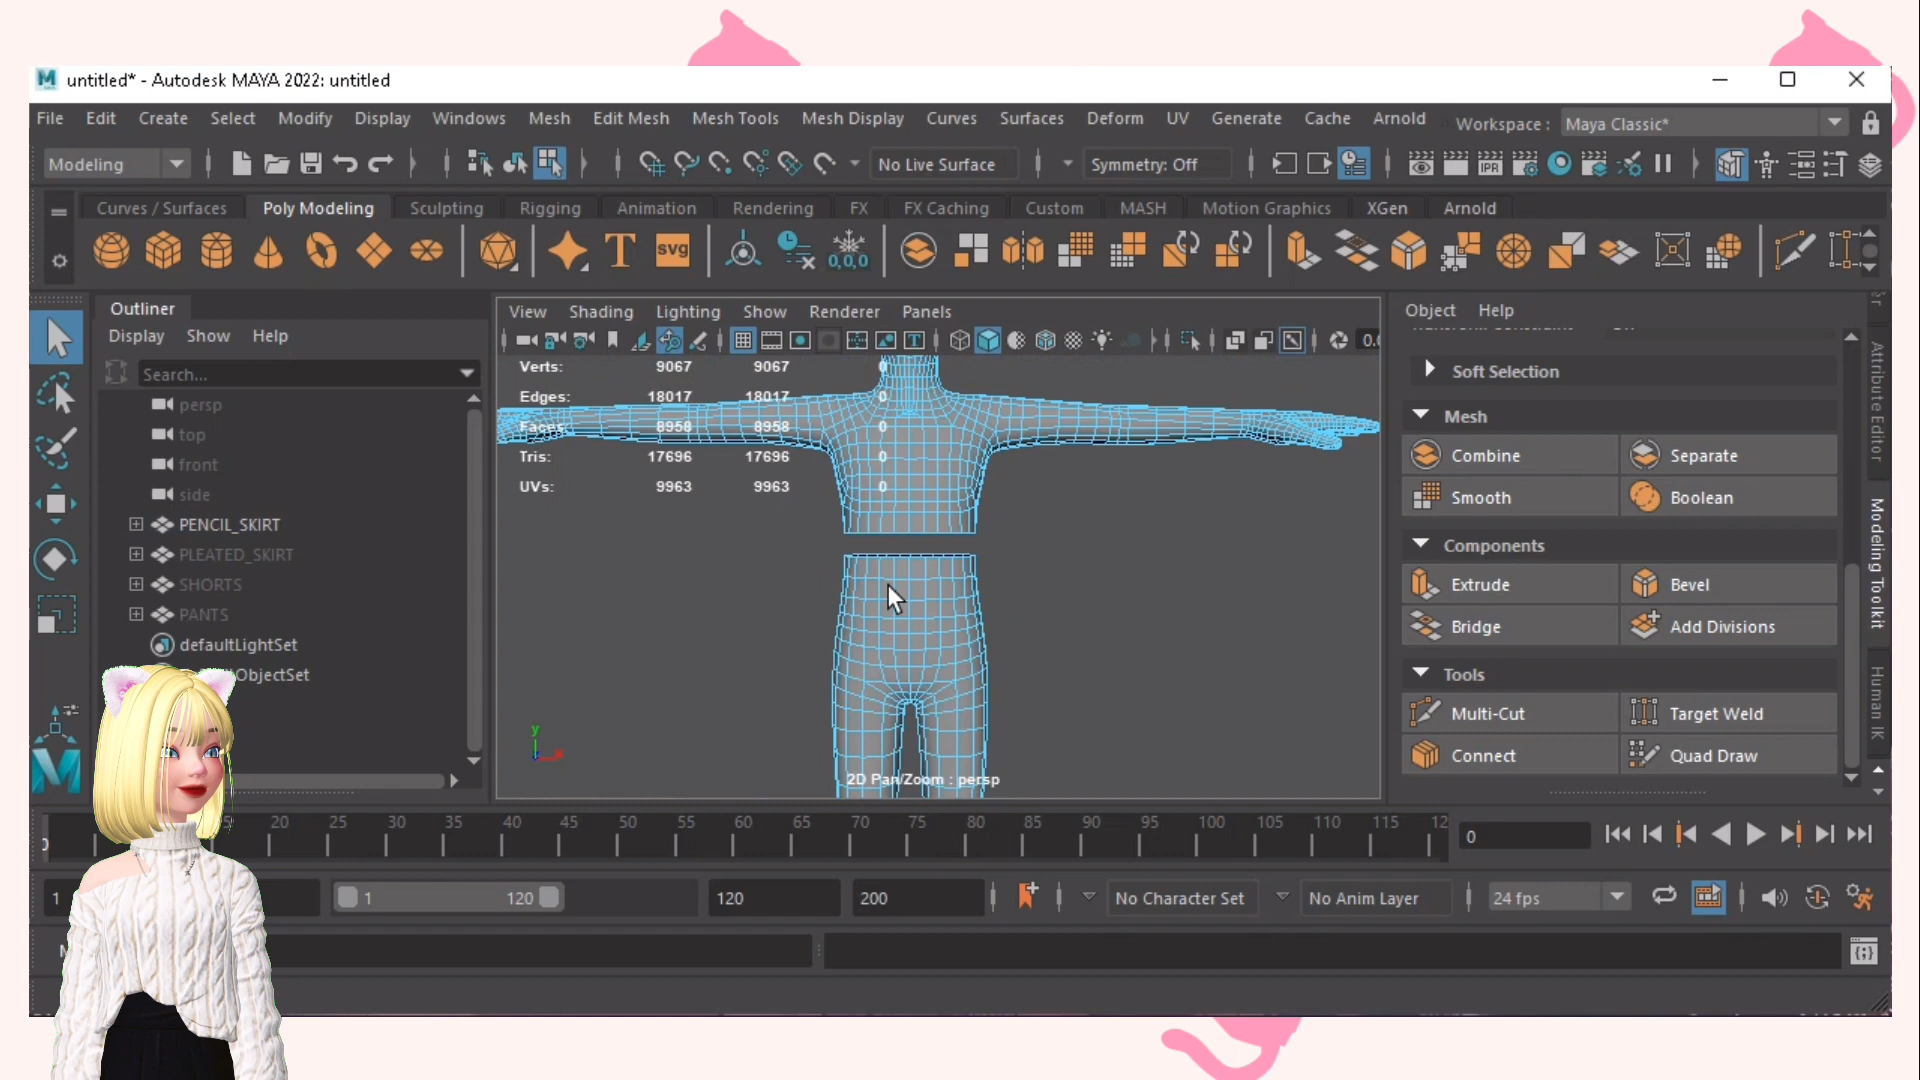 untitled* - Autodesk MAYA 2022: untitled
File Edit Create Select Modify Display Windows Mesh Edit Mesh Mesh Tools Mesh Display Curves Surfaces Deform UV Generate Cache Arnold Workspace : Maya Classic*
Modeling No Live Surface Symmetry: Off IPR
Curves / Surfaces Poly Modeling Sculpting Rigging Animation Rendering FX FX Caching Custom MASH Motion Graphics XGen Arnold
T svg 0,0,0
Outliner
Display Show Help
Search...
persp
top
front
side
PENCIL_SKIRT
PLEATED_SKIRT
SHORTS
PANTS
defaultLightSet
ObjectSet
View Shading Lighting Show Renderer Panels
Verts: 9067 9067 0
Edges: 18017 18017 0
Faces: 8958 8958 0
Tris: 17696 17696 0
UVs: 9963 9963 0
y
2D Pan/Zoom : persp
Object Help
Soft Selection
Mesh
Combine Separate
Smooth Boolean
Components
Extrude Bevel
Bridge Add Divisions
Tools
Multi-Cut Target Weld
Connect Quad Draw
Attribute Editor
Modeling Toolkit
Human IK
20 25 30 35 40 45 50 55 60 65 70 75 80 85 90 95 100 105 110 115 12
0
1 1 120 120 200 No Character Set No Anim Layer 24 fps